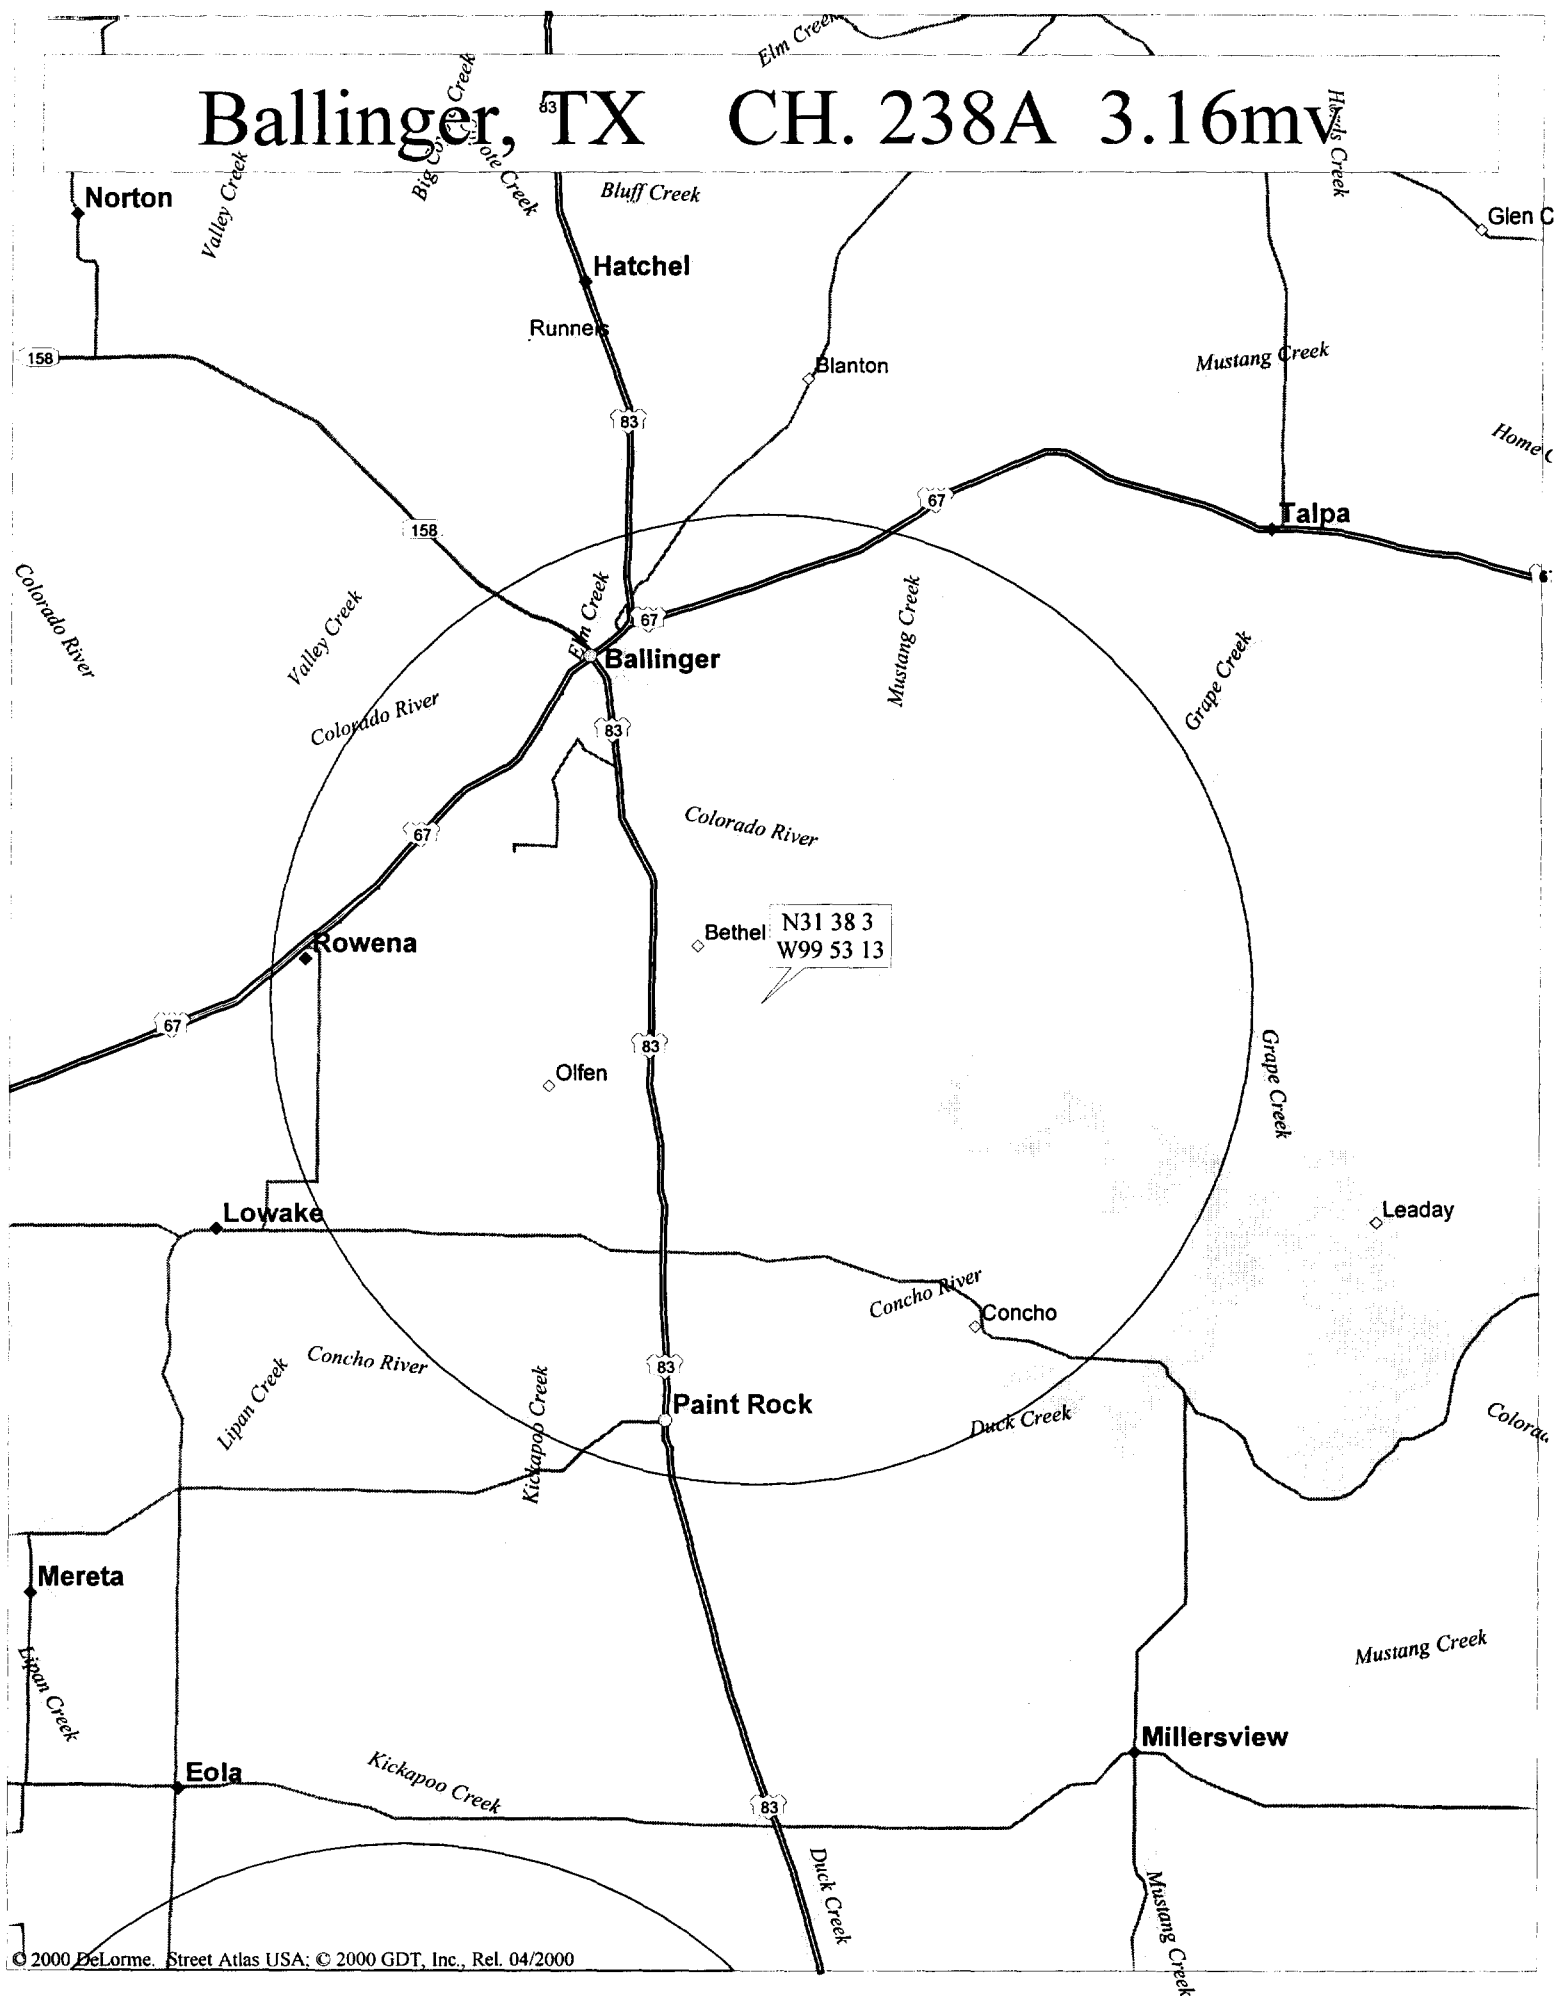 Elm Creek
83
Ballinger, TX CH. 238A 3.16mv
Big Coyote Creek
Valley Creek
Bluff Creek
Norton
Glen C
Hatchel
Runnels
158
Blanton
Mustang Creek
83
Home C
67
Talpa
158
Colorado River
Valley Creek
Elm Creek
67
Mustang Creek
Grape Creek
Ballinger
Colorado River
83
Colorado River
67
Bethel
N31 38 3
W99 53 13
Rowena
67
83
Olfen
Grape Creek
Lowake
Leaday
Concho River
Concho
Concho River
Lipan Creek
83
Kickapoo Creek
Paint Rock
Duck Creek
Mereta
Lipan Creek
Mustang Creek
Millersview
Eola
Kickapoo Creek
83
Duck Creek
Mustang Creek
© 2000 DeLorme. Street Atlas USA; © 2000 GDT, Inc., Rel. 04/2000